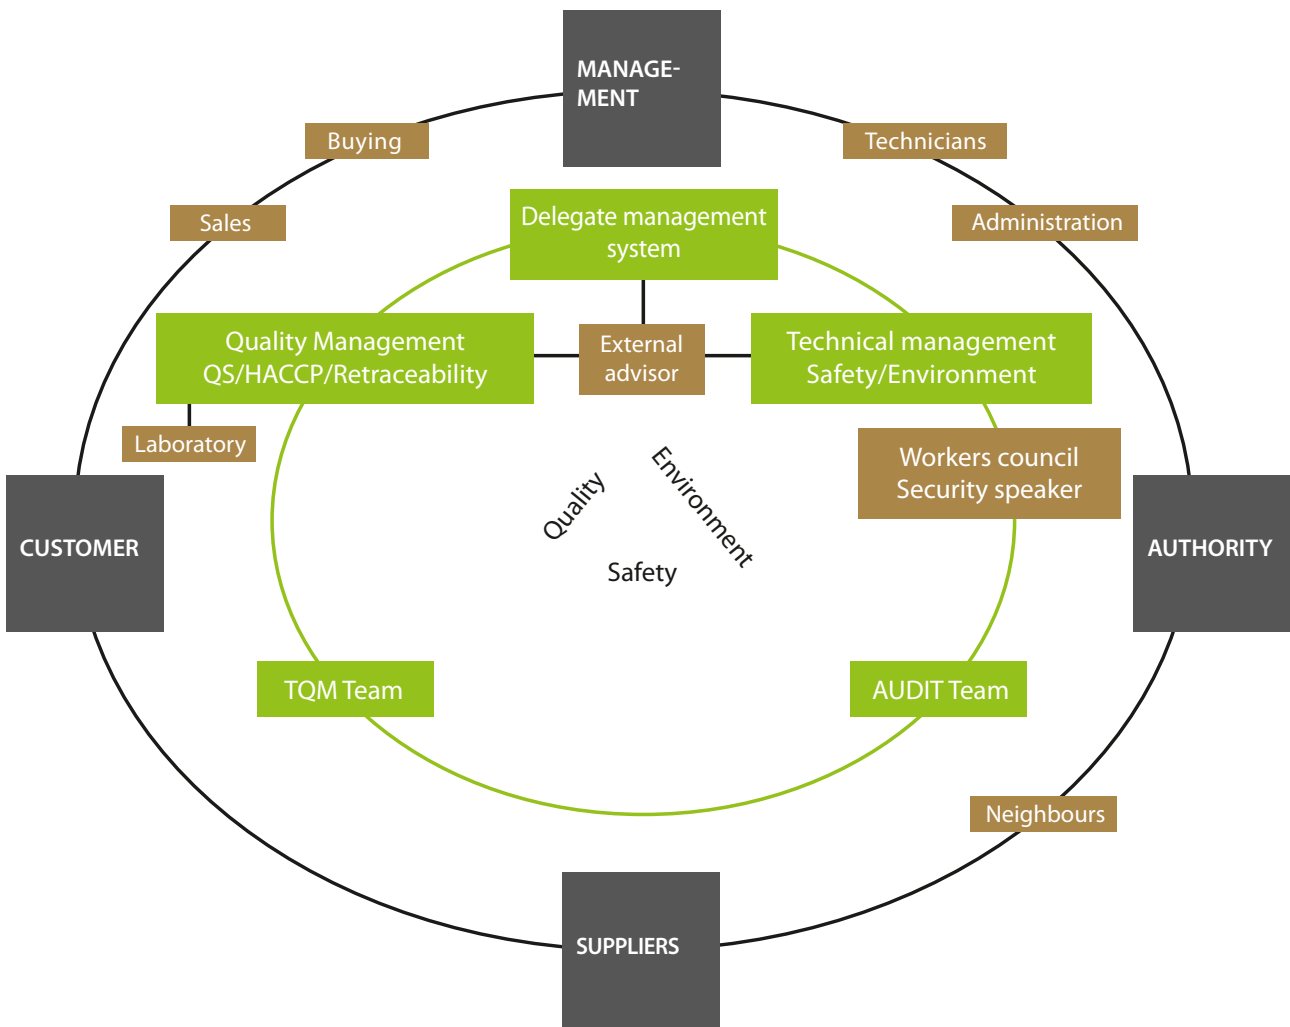 MANAGE-
MENT
Buying
Technicians
Sales
Administration
Delegate management
system
Quality Management
QS/HACCP/Retraceability
External
advisor
Technical management
Safety/Environment
Laboratory
Workers council
Security speaker
Quality
Environment
Safety
CUSTOMER
AUTHORITY
TQM Team
AUDIT Team
Neighbours
SUPPLIERS